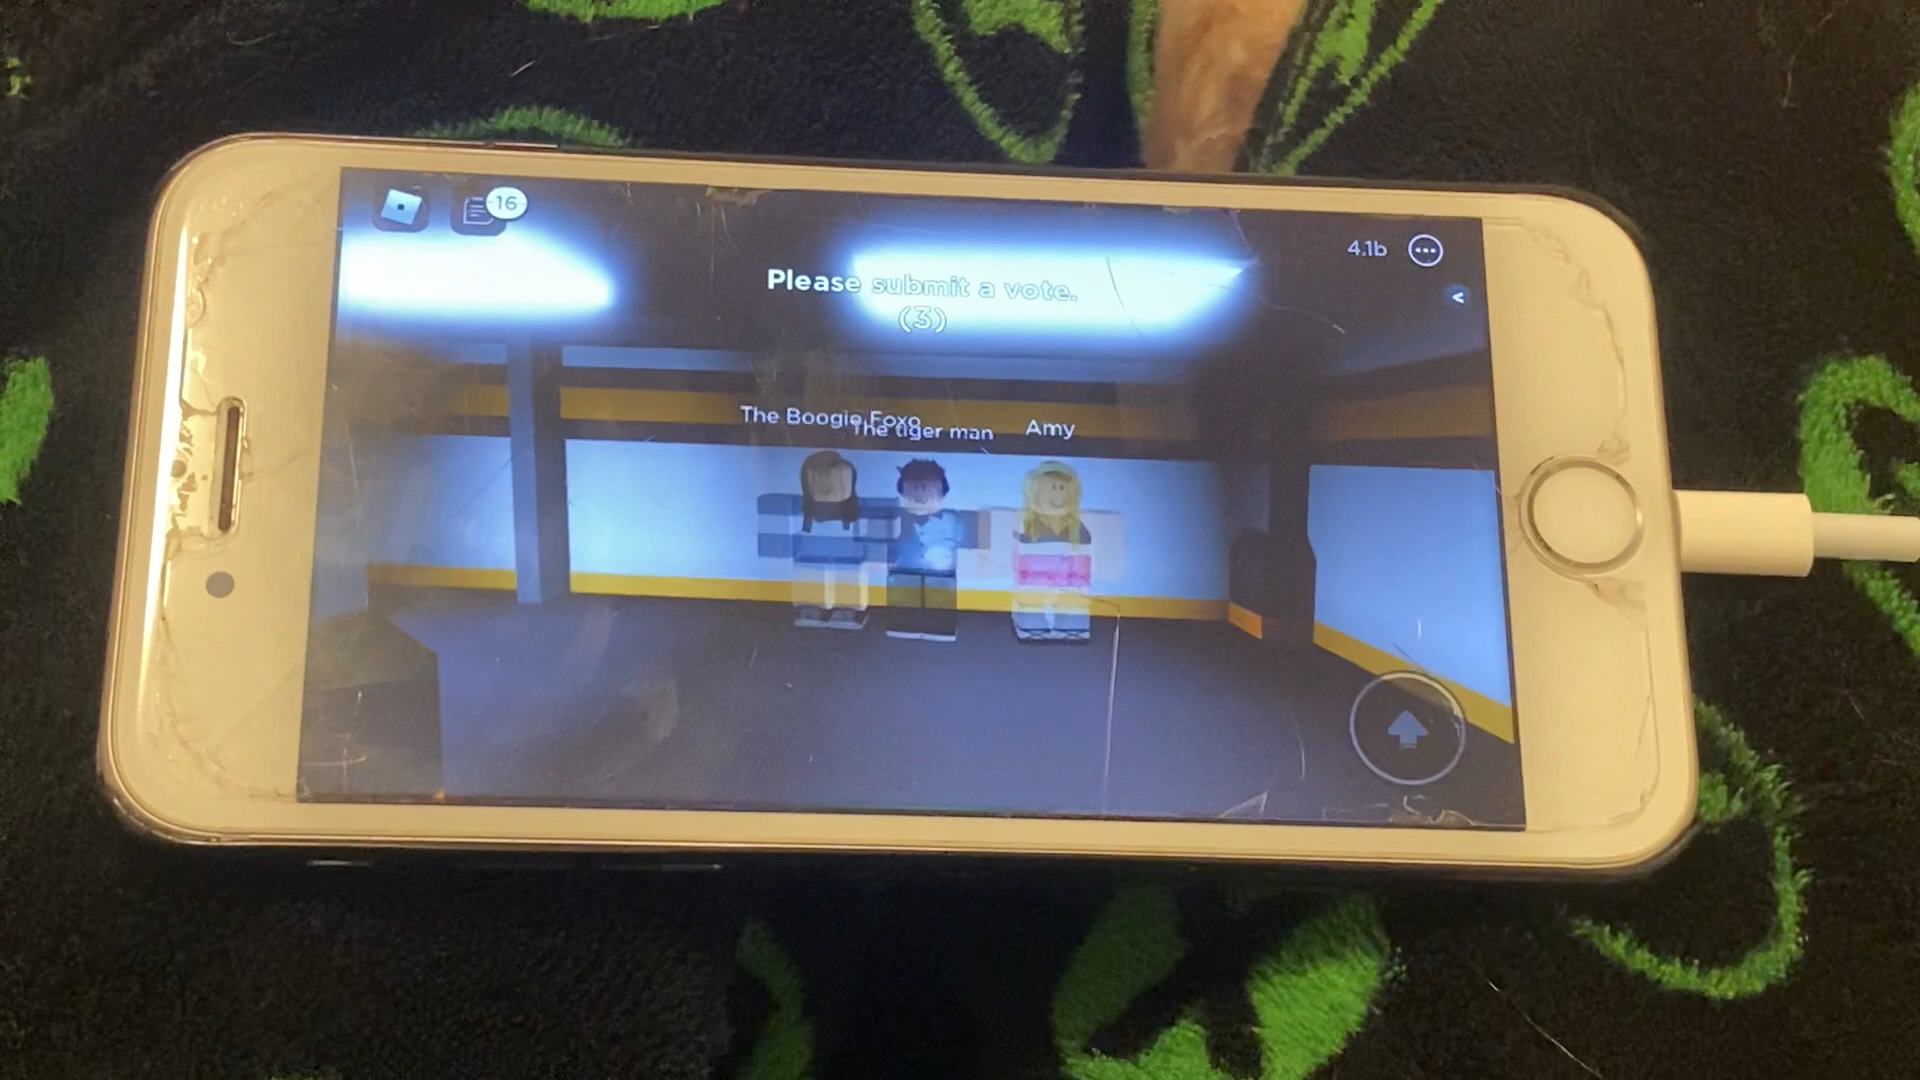 16
4.1b
Please submit a vote.
(3)
<
The Boogie Foxo
The tiger man
Amy